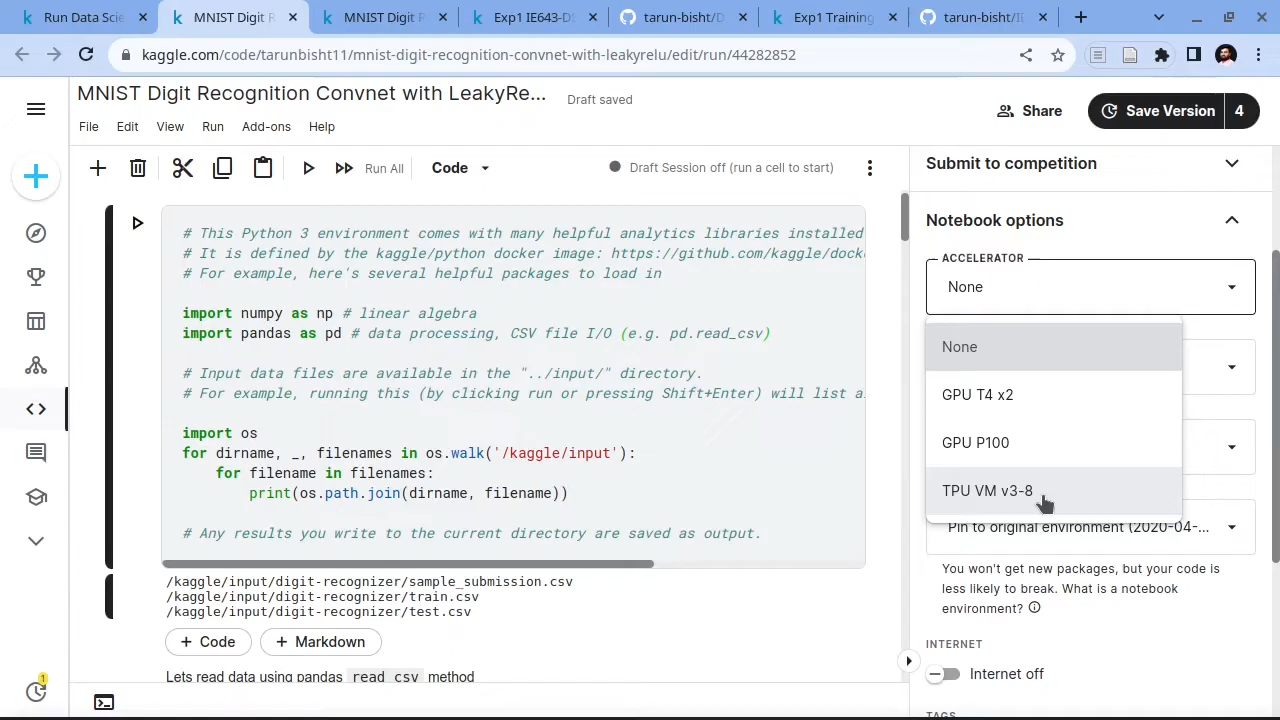 Run Data Scie
MNIST Digit R
MNIST Digit R
Exp1 IE643-D
tarun-bisht/D
Exp1 Training
tarun-bisht/II
kaggle.com/code/tarunbisht11/mnist-digit-recognition-convnet-with-leakyrelu/edit/run/44282852
MNIST Digit Recognition Convnet with LeakyRe...
Draft saved
Share
Save Version
4
File
Edit
View
Run
Add-ons
Help
Run All
Code
Draft Session off (run a cell to start)
Submit to competition
# This Python 3 environment comes with many helpful analytics libraries installed
# It is defined by the kaggle/python docker image: https://github.com/kaggle/dock
# For example, here's several helpful packages to load in
import numpy as np # linear algebra
import pandas as pd # data processing, CSV file I/O (e.g. pd.read_csv)
# Input data files are available in the "../input/" directory.
# For example, running this (by clicking run or pressing Shift+Enter) will list a
import os
for dirname, _, filenames in os.walk('/kaggle/input'):
for filename in filenames:
print(os.path.join(dirname, filename))
# Any results you write to the current directory are saved as output.
/kaggle/input/digit-recognizer/sample_submission.csv
/kaggle/input/digit-recognizer/train.csv
/kaggle/input/digit-recognizer/test.csv
+ Code
+ Markdown
Lets read data using pandas read_csv method
Notebook options
ACCELERATOR
None
None
GPU T4 x2
GPU P100
TPU VM v3-8
Pin to original environment (2020-04-...
You won't get new packages, but your code is
less likely to break. What is a notebook
environment?
INTERNET
Internet off
TAGS
1